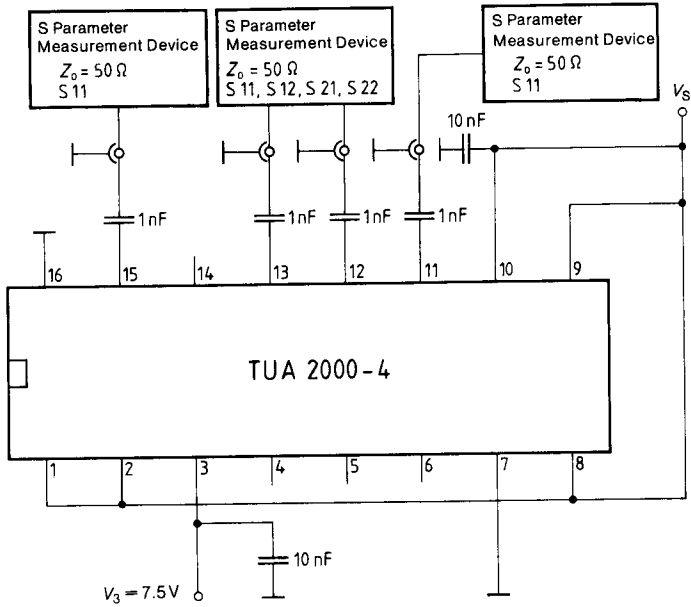 S Parameter
Measurement Device
Z₀ = 50 Ω
S 11
S Parameter
Measurement Device
Z₀ = 50 Ω
S 11, S 12, S 21, S 22
S Parameter
Measurement Device
Z₀ = 50 Ω
S 11
V_S
10 nF
1 nF
1 nF
1 nF
1 nF
16
15
14
13
12
11
10
9
TUA 2000-4
1
2
3
4
5
6
7
8
10 nF
V₃ = 7.5 V